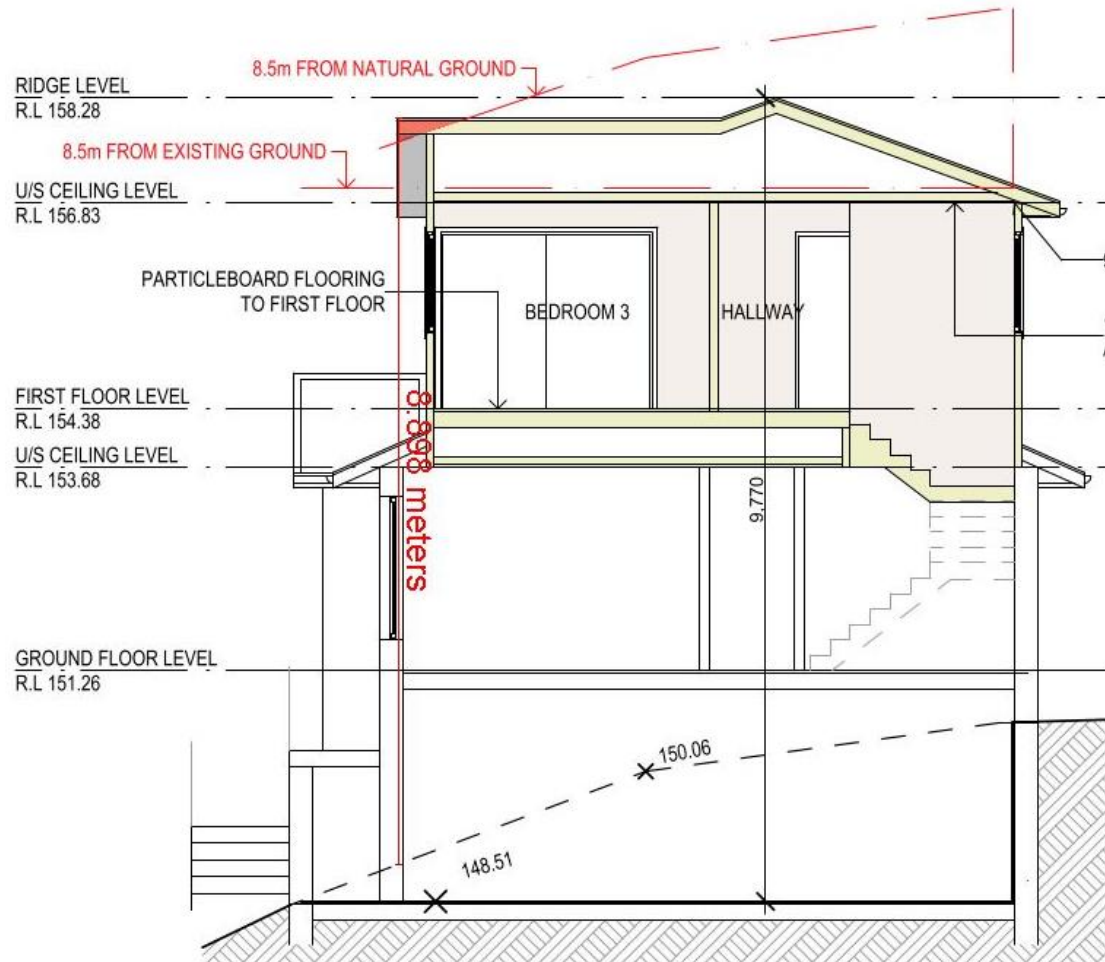 8.5m FROM NATURAL GROUND
RIDGE LEVEL
R.L 158.28
8.5m FROM EXISTING GROUND
U/S CEILING LEVEL
R.L 156.83
PARTICLEBOARD FLOORING
TO FIRST FLOOR
BEDROOM 3
HALLWAY
FIRST FLOOR LEVEL
R.L 154.38
U/S CEILING LEVEL
R.L 153.68
8.898 meters
9,770
GROUND FLOOR LEVEL
R.L 151.26
150.06
148.51